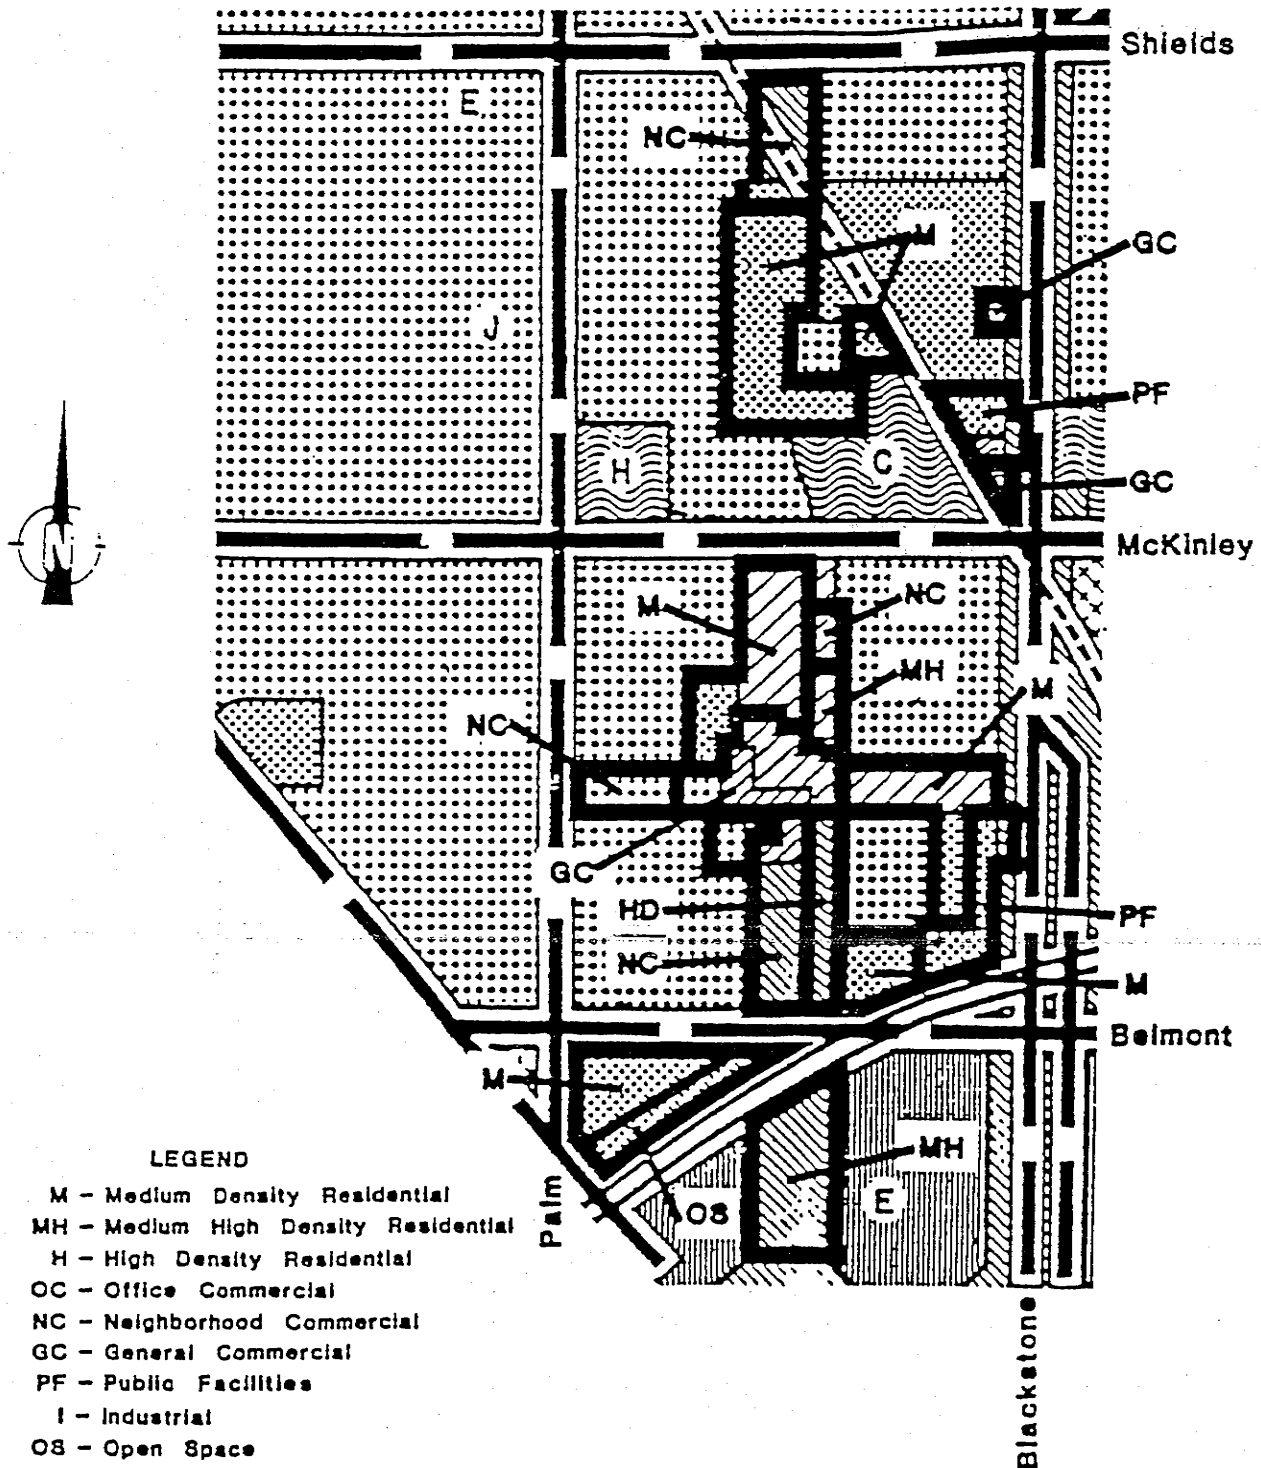 Shields
E
NC
M
GC
J
PF
H
C
GC
N
McKinley
M
NC
MH
M
NC
GC
HD
PF
NC
M
Belmont
M
MH
E
OS
Palm
Blackstone
LEGEND
M - Medium Density Residential
MH - Medium High Density Residential
H - High Density Residential
OC - Office Commercial
NC - Neighborhood Commercial
GC - General Commercial
PF - Public Facilities
I - Industrial
OS - Open Space